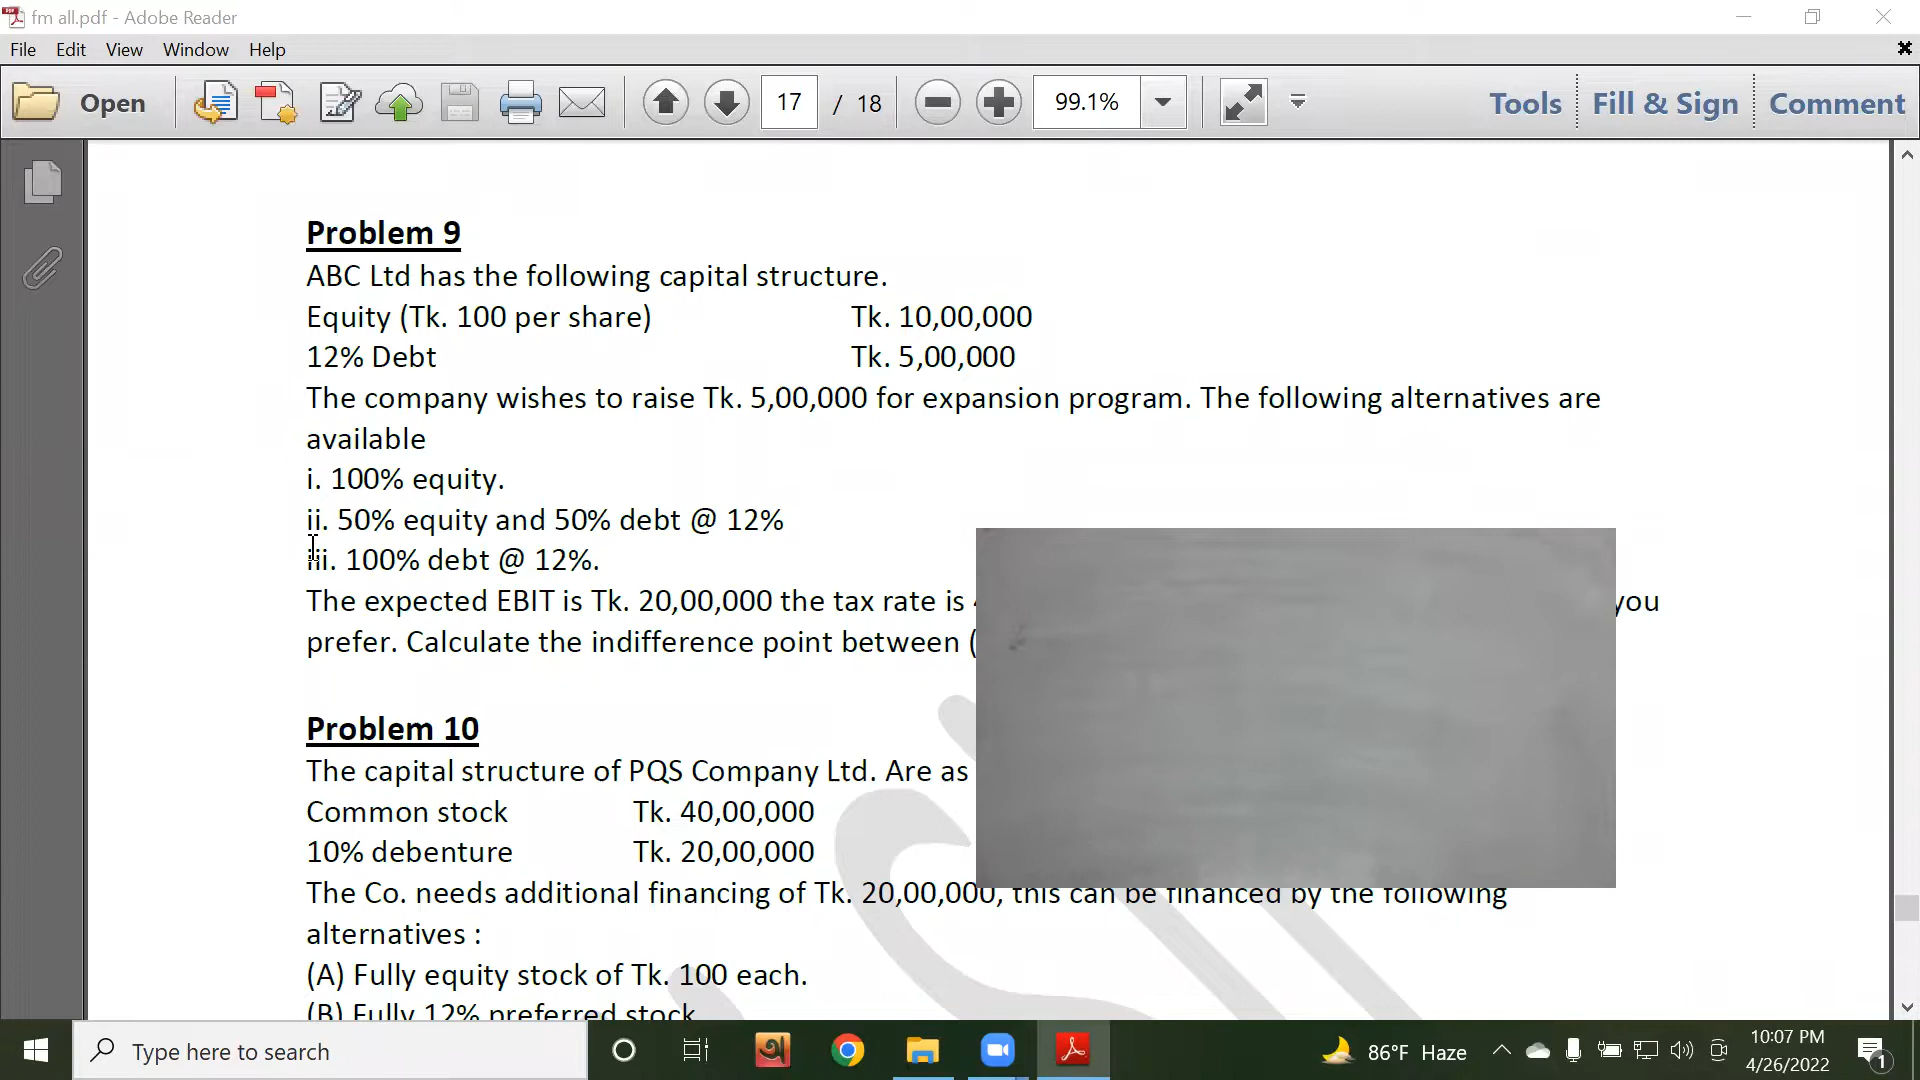 fm all.pdf - Adobe Reader
File Edit View Window Help
Open 17 / 18 99.1% Tools Fill & Sign Comment
Problem 9
ABC Ltd has the following capital structure.
Equity (Tk. 100 per share) Tk. 10,00,000
12% Debt Tk. 5,00,000
The company wishes to raise Tk. 5,00,000 for expansion program. The following alternatives are
available
i. 100% equity.
ii. 50% equity and 50% debt @ 12%
iii. 100% debt @ 12%.
The expected EBIT is Tk. 20,00,000 the tax rate is you
prefer. Calculate the indifference point between (
Problem 10
The capital structure of PQS Company Ltd. Are as
Common stock Tk. 40,00,000
10% debenture Tk. 20,00,000
The Co. needs additional financing of Tk. 20,00,000, this can be financed by the following
alternatives :
(A) Fully equity stock of Tk. 100 each.
(B) Fully 12% preferred stock
Type here to search 86°F Haze 10:07 PM
4/26/2022 1